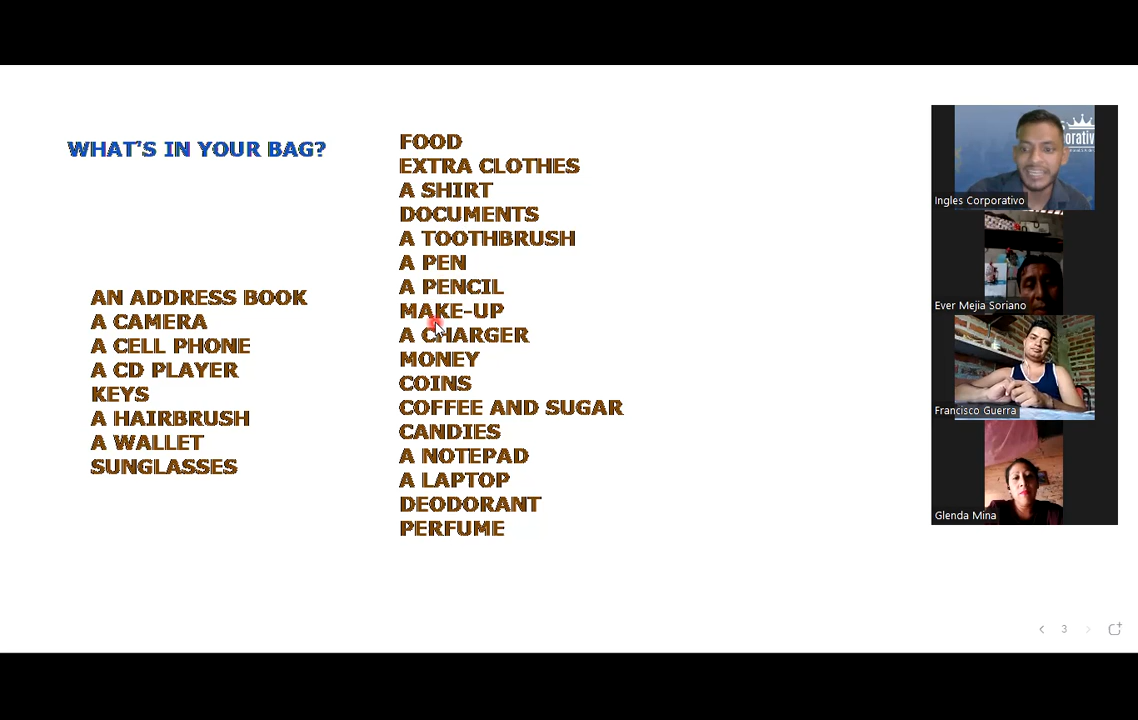 WHAT'S IN YOUR BAG?
AN ADDRESS BOOK
A CAMERA
A CELL PHONE
A CD PLAYER
KEYS
A HAIRBRUSH
A WALLET
SUNGLASSES
FOOD
EXTRA CLOTHES
A SHIRT
DOCUMENTS
A TOOTHBRUSH
A PEN
A PENCIL
MAKE-UP
A CHARGER
MONEY
COINS
COFFEE AND SUGAR
CANDIES
A NOTEPAD
A LAPTOP
DEODORANT
PERFUME
Ingles Corporativo
Ever Mejia Soriano
Francisco Guerra
Glenda Mina
3